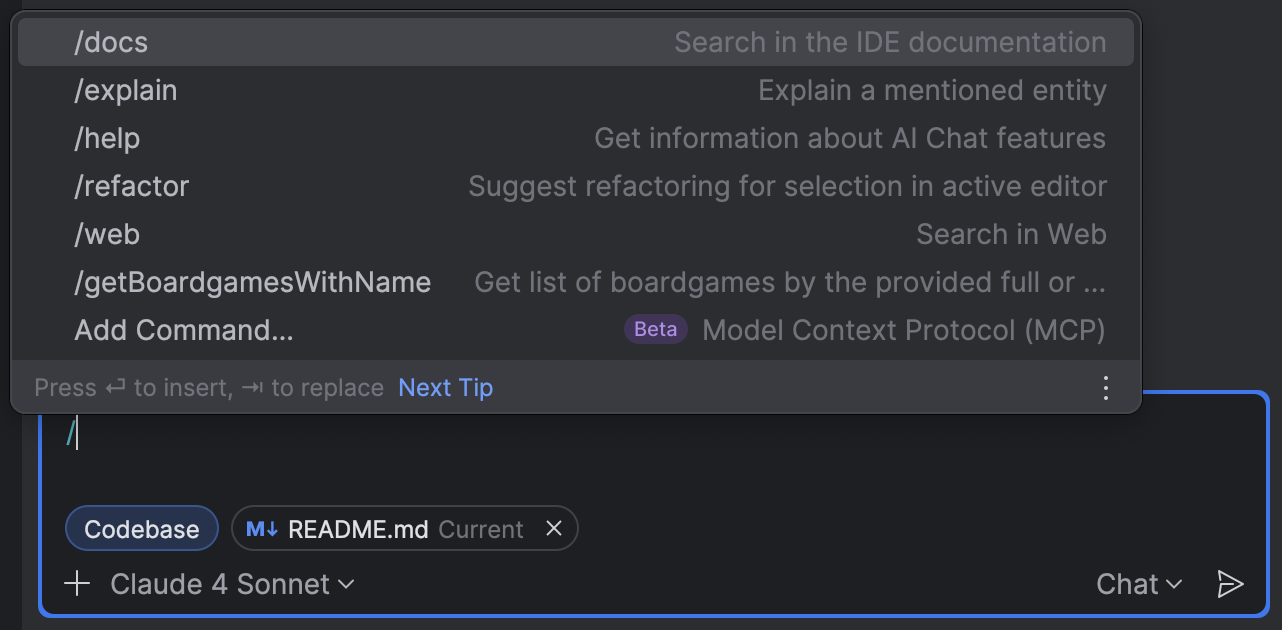 /docs Search in the IDE documentation
/explain Explain a mentioned entity
/help Get information about AI Chat features
/refactor Suggest refactoring for selection in active editor
/web Search in Web
/getBoardgamesWithName Get list of boardgames by the provided full or ...
Add Command... Beta Model Context Protocol (MCP)
Press ↵ to insert, ⇥ to replace Next Tip
/
Codebase M↓ README.md Current
Claude 4 Sonnet Chat